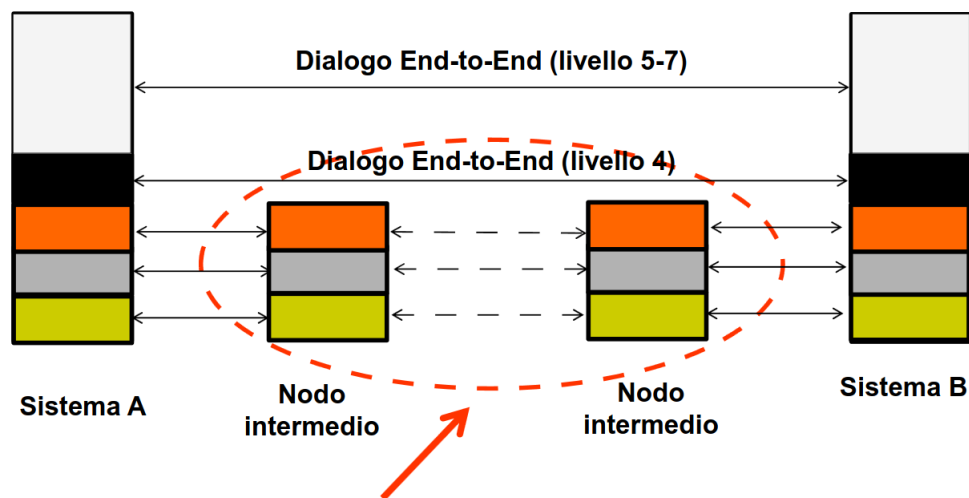 Dialogo End-to-End (livello 5-7)
Dialogo End-to-End (livello 4)
Sistema A
Nodo
intermedio
Nodo
intermedio
Sistema B